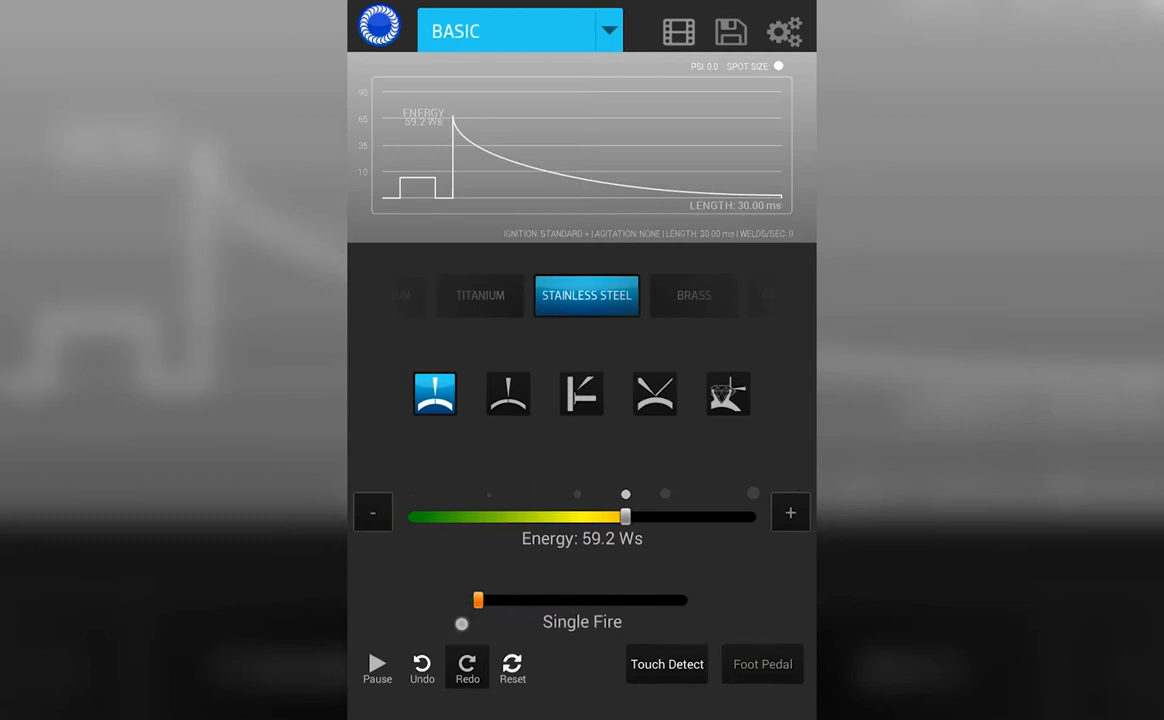 BASIC
PSI: 0.0 SPOT SIZE:
90
ENERGY
59.2 Ws
65
35
10
LENGTH: 30.00 ms
IGNITION: STANDARD + | AGITATION: NONE | LENGTH: 30.00 ms | WELDS/SEC: 0
TITANIUM
STAINLESS STEEL
BRASS
-
+
Energy: 59.2 Ws
Single Fire
Pause
Undo
Redo
Reset
Touch Detect
Foot Pedal